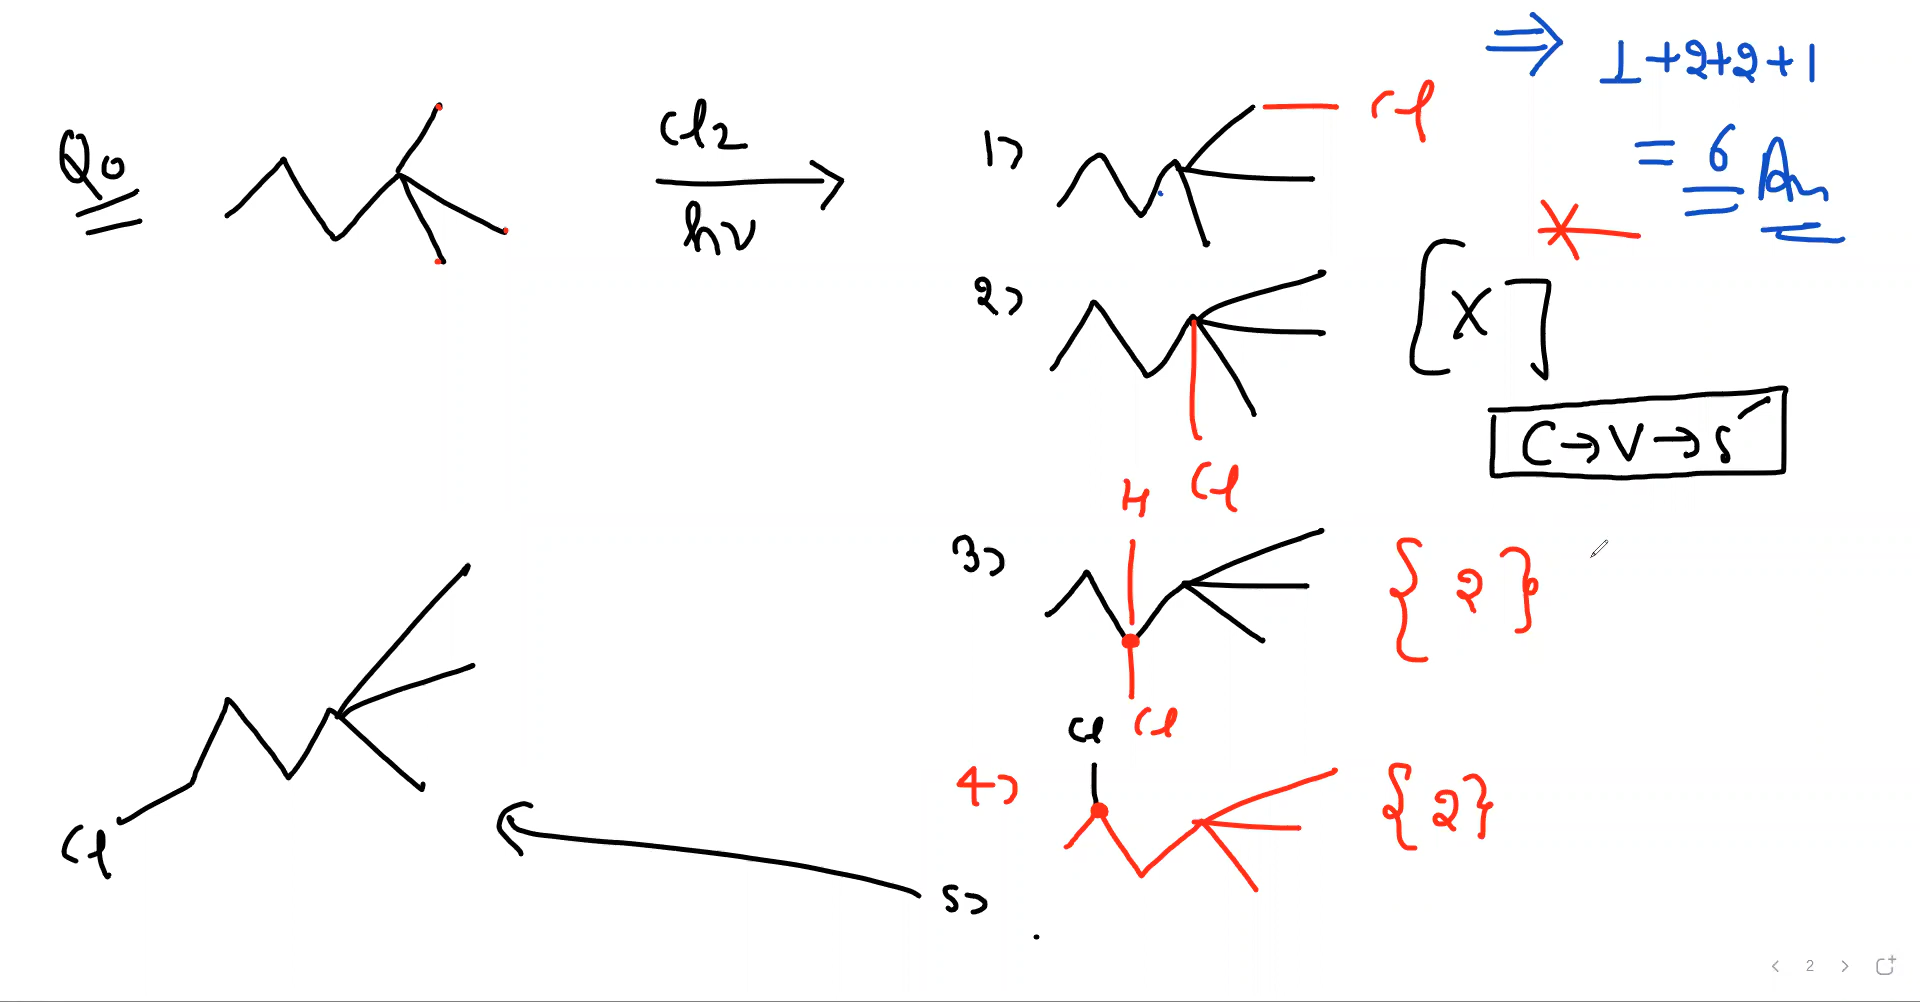 ⇒ 1+2+2+1
= 6 Ans
Q.
Cl2
hν
1)
Cl
2)
Cl
[X]
C→V→S
3)
H
Cl
{2}
4)
Cl
{2}
5)
Cl
2